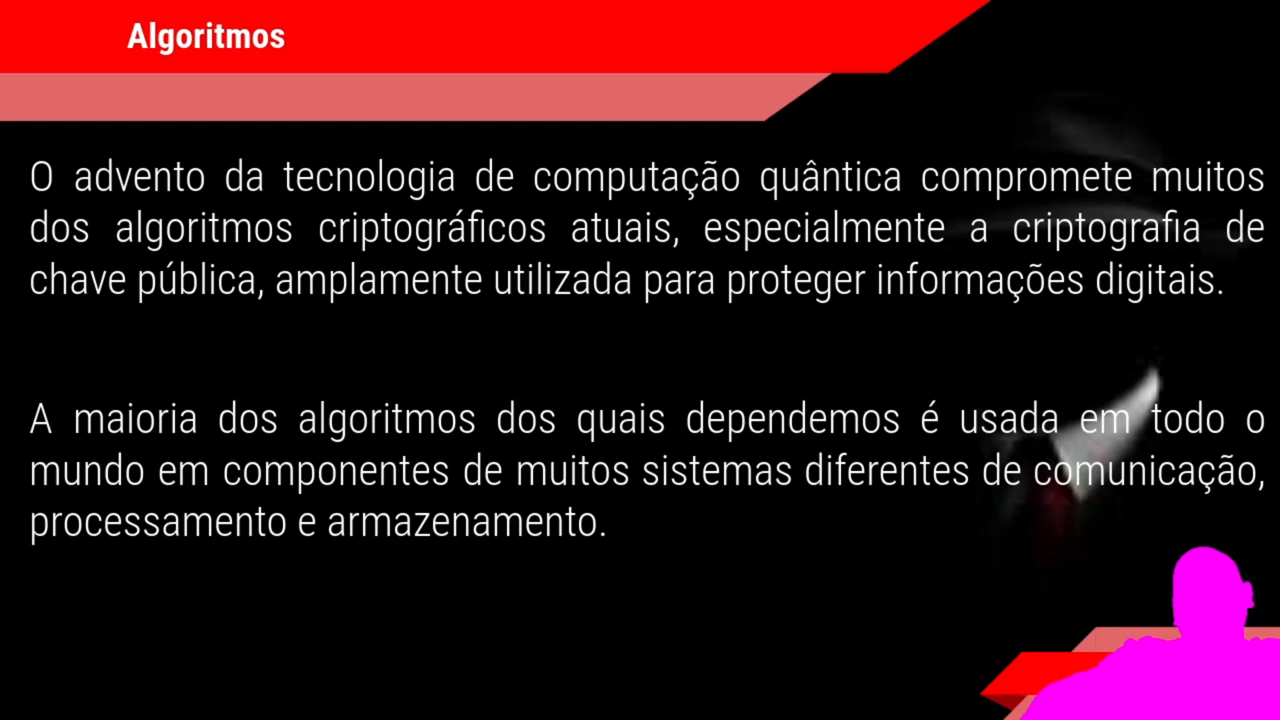 Algoritmos
O advento da tecnologia de computação quântica compromete muitos
dos algoritmos criptográficos atuais, especialmente a criptografia de
chave pública, amplamente utilizada para proteger informações digitais.
A maioria dos algoritmos dos quais dependemos é usada em todo o
mundo em componentes de muitos sistemas diferentes de comunicação,
processamento e armazenamento.